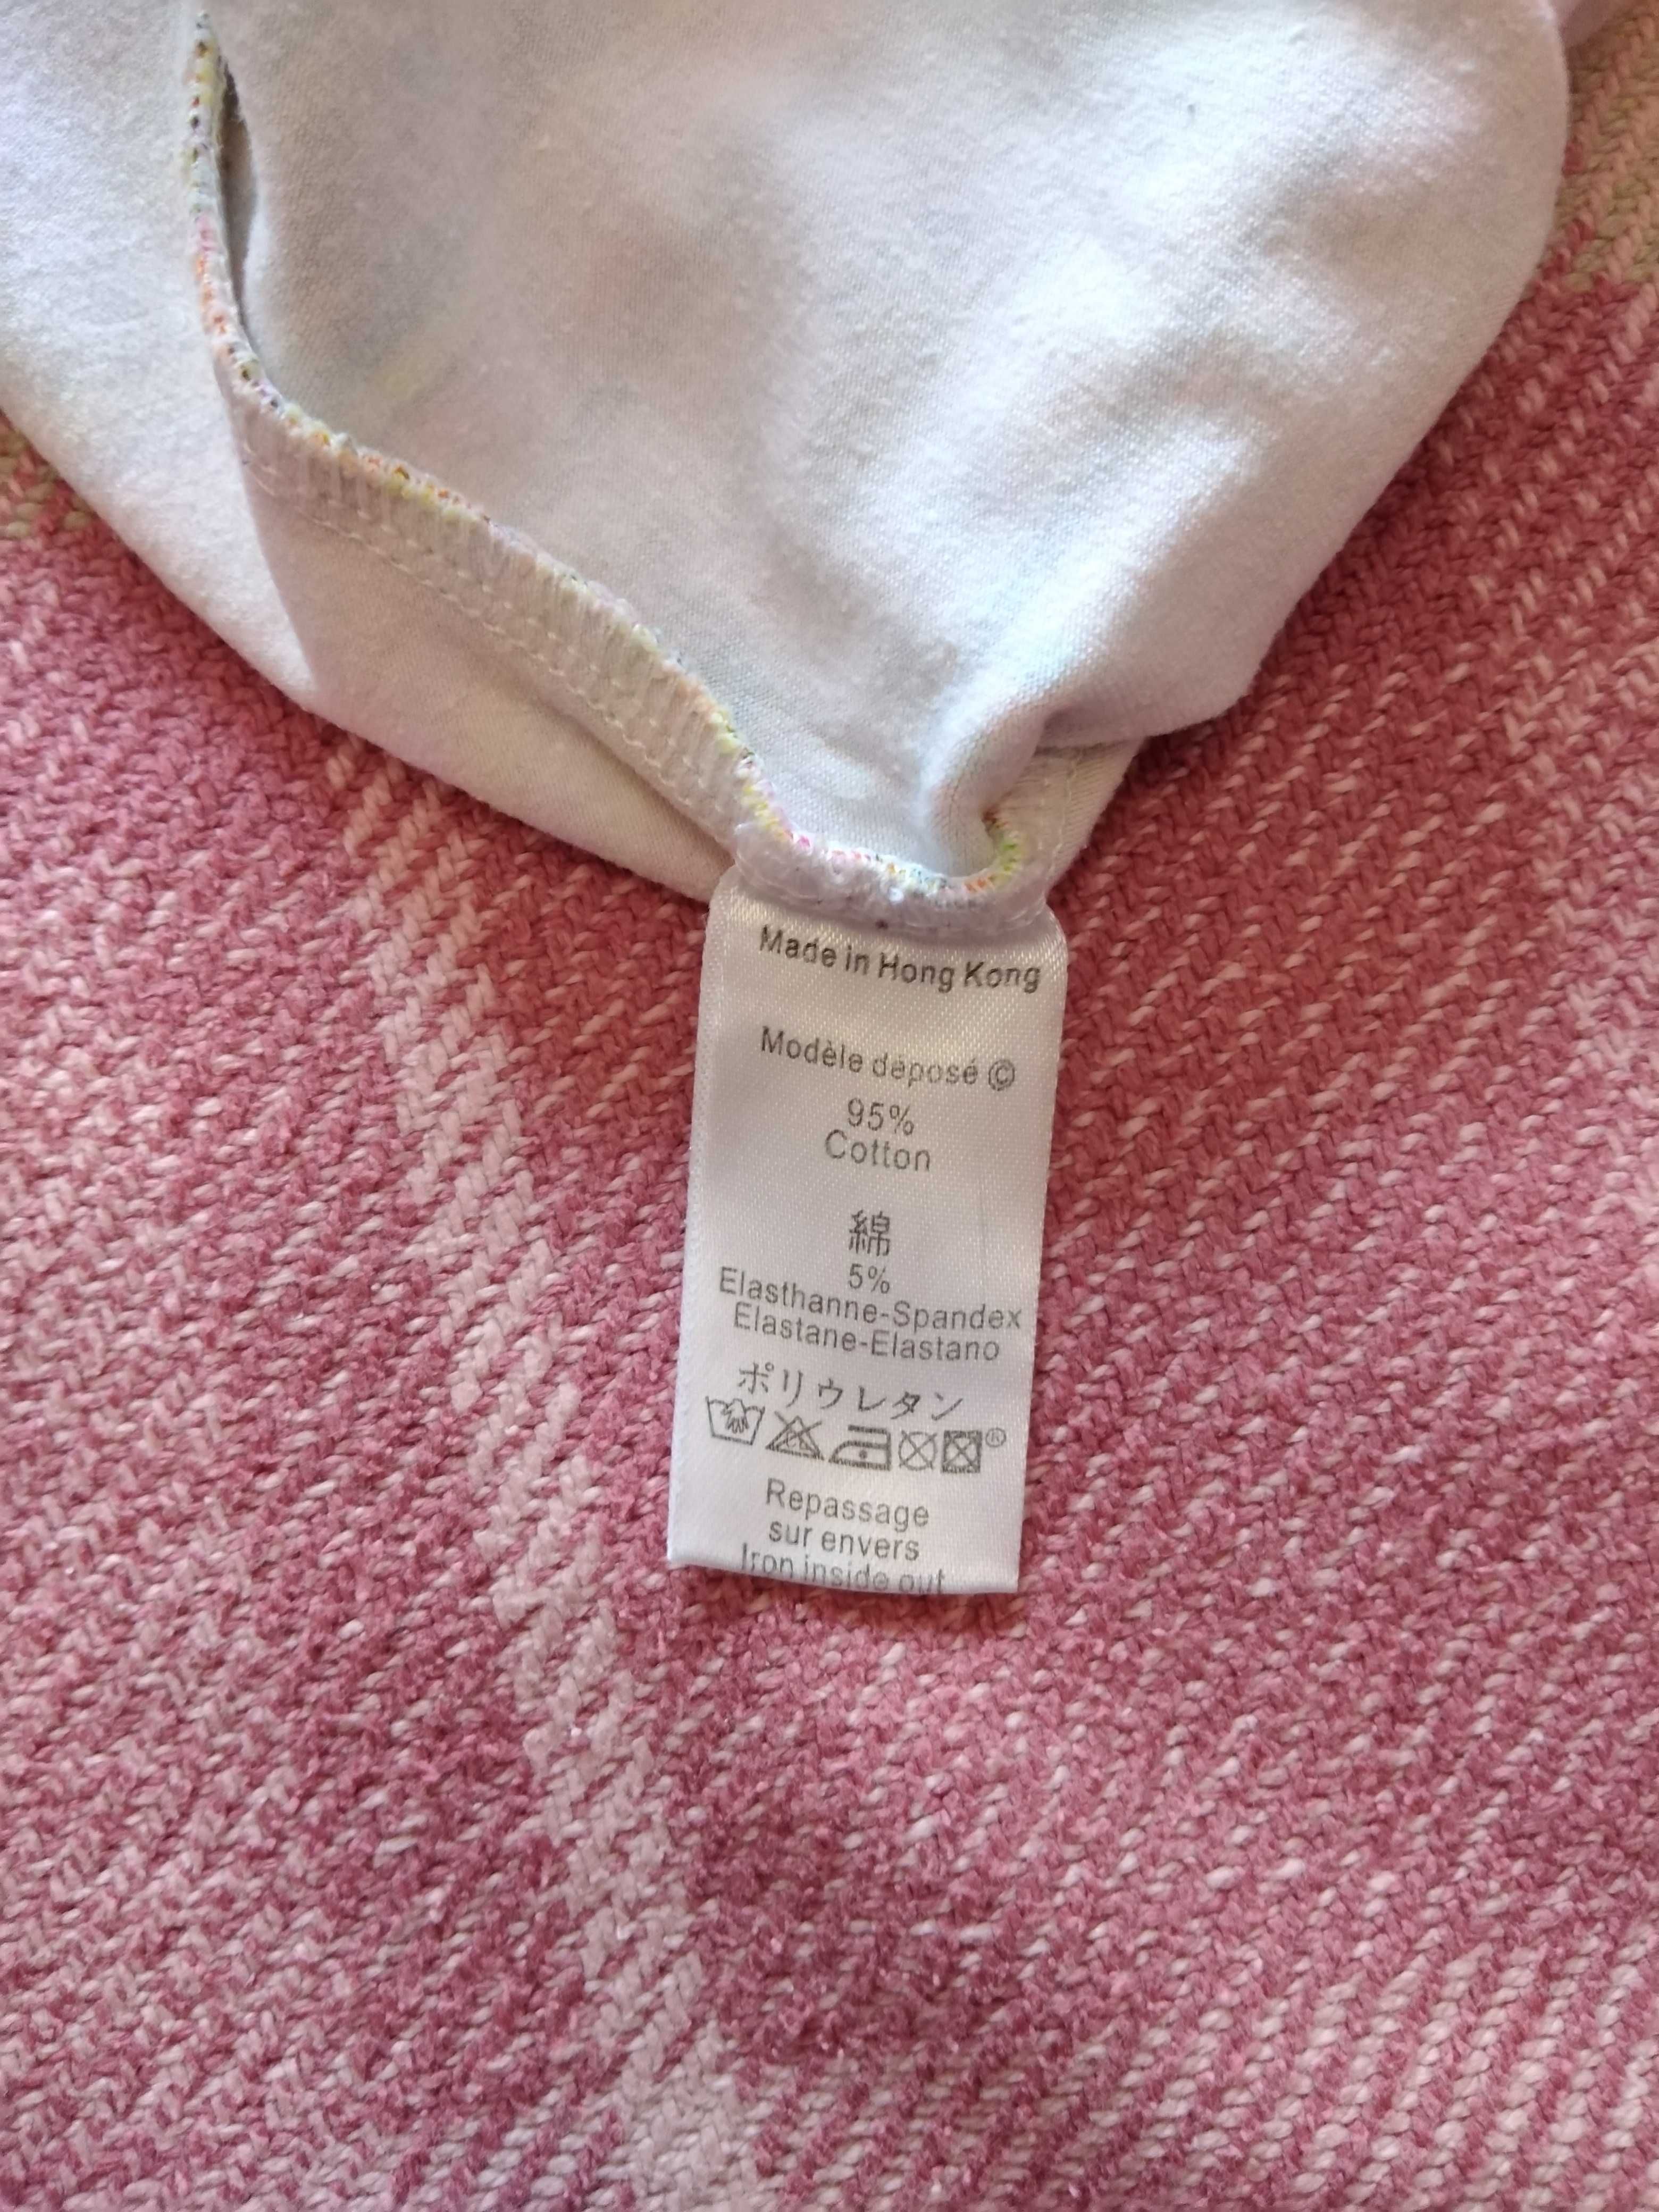 Made in Hong Kong
Modèle déposé ©
95%
Cotton
綿
5%
Elasthanne-Spandex
Elastane-Elastano
ポリウレタン
Repassage
sur envers
Iron inside out